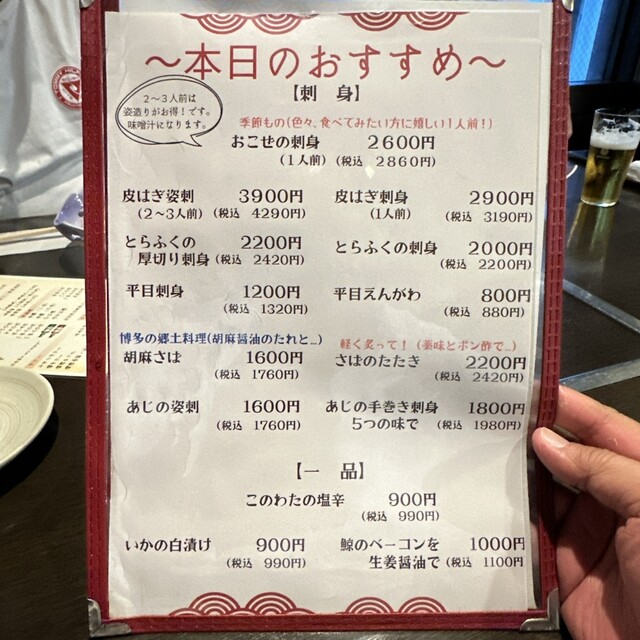 〜本日のおすすめ〜
【刺 身】
2〜3人前は
姿造りがお得!です。
味噌汁になります。
季節もの(色々、食べてみたい方に嬉しい1人前!)
おこぜの刺身 2600円
(1人前) (税込 2860円)
皮はぎ姿刺 3900円
(2〜3人前) (税込 4290円)
皮はぎ刺身 2900円
(1人前) (税込 3190円)
とらふくの 2200円
厚切り刺身 (税込 2420円)
とらふくの刺身 2000円
(税込 2200円)
平目刺身 1200円
(税込 1320円)
平目えんがわ 800円
(税込 880円)
博多の郷土料理(胡麻醤油のたれと…)
胡麻さば 1600円
(税込 1760円)
軽く炙って! (薬味とポン酢で…)
さばのたたき 2200円
(税込 2420円)
あじの姿刺 1600円
(税込 1760円)
あじの手巻き刺身 1800円
5つの味で (税込 1980円)
【一 品】
このわたの塩辛 900円
(税込 990円)
いかの白漬け 900円
(税込 990円)
鯨のベーコンを 1000円
生姜醤油で (税込 1100円)